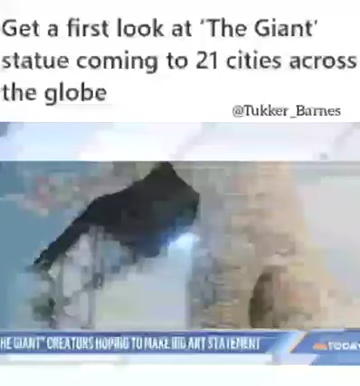 Get a first look at 'The Giant'
statue coming to 21 cities across
the globe
@Tukker_Barnes
HE GIANT" CREATORS HOPING TO MAKE BIG ART STATEMENT
TODAY